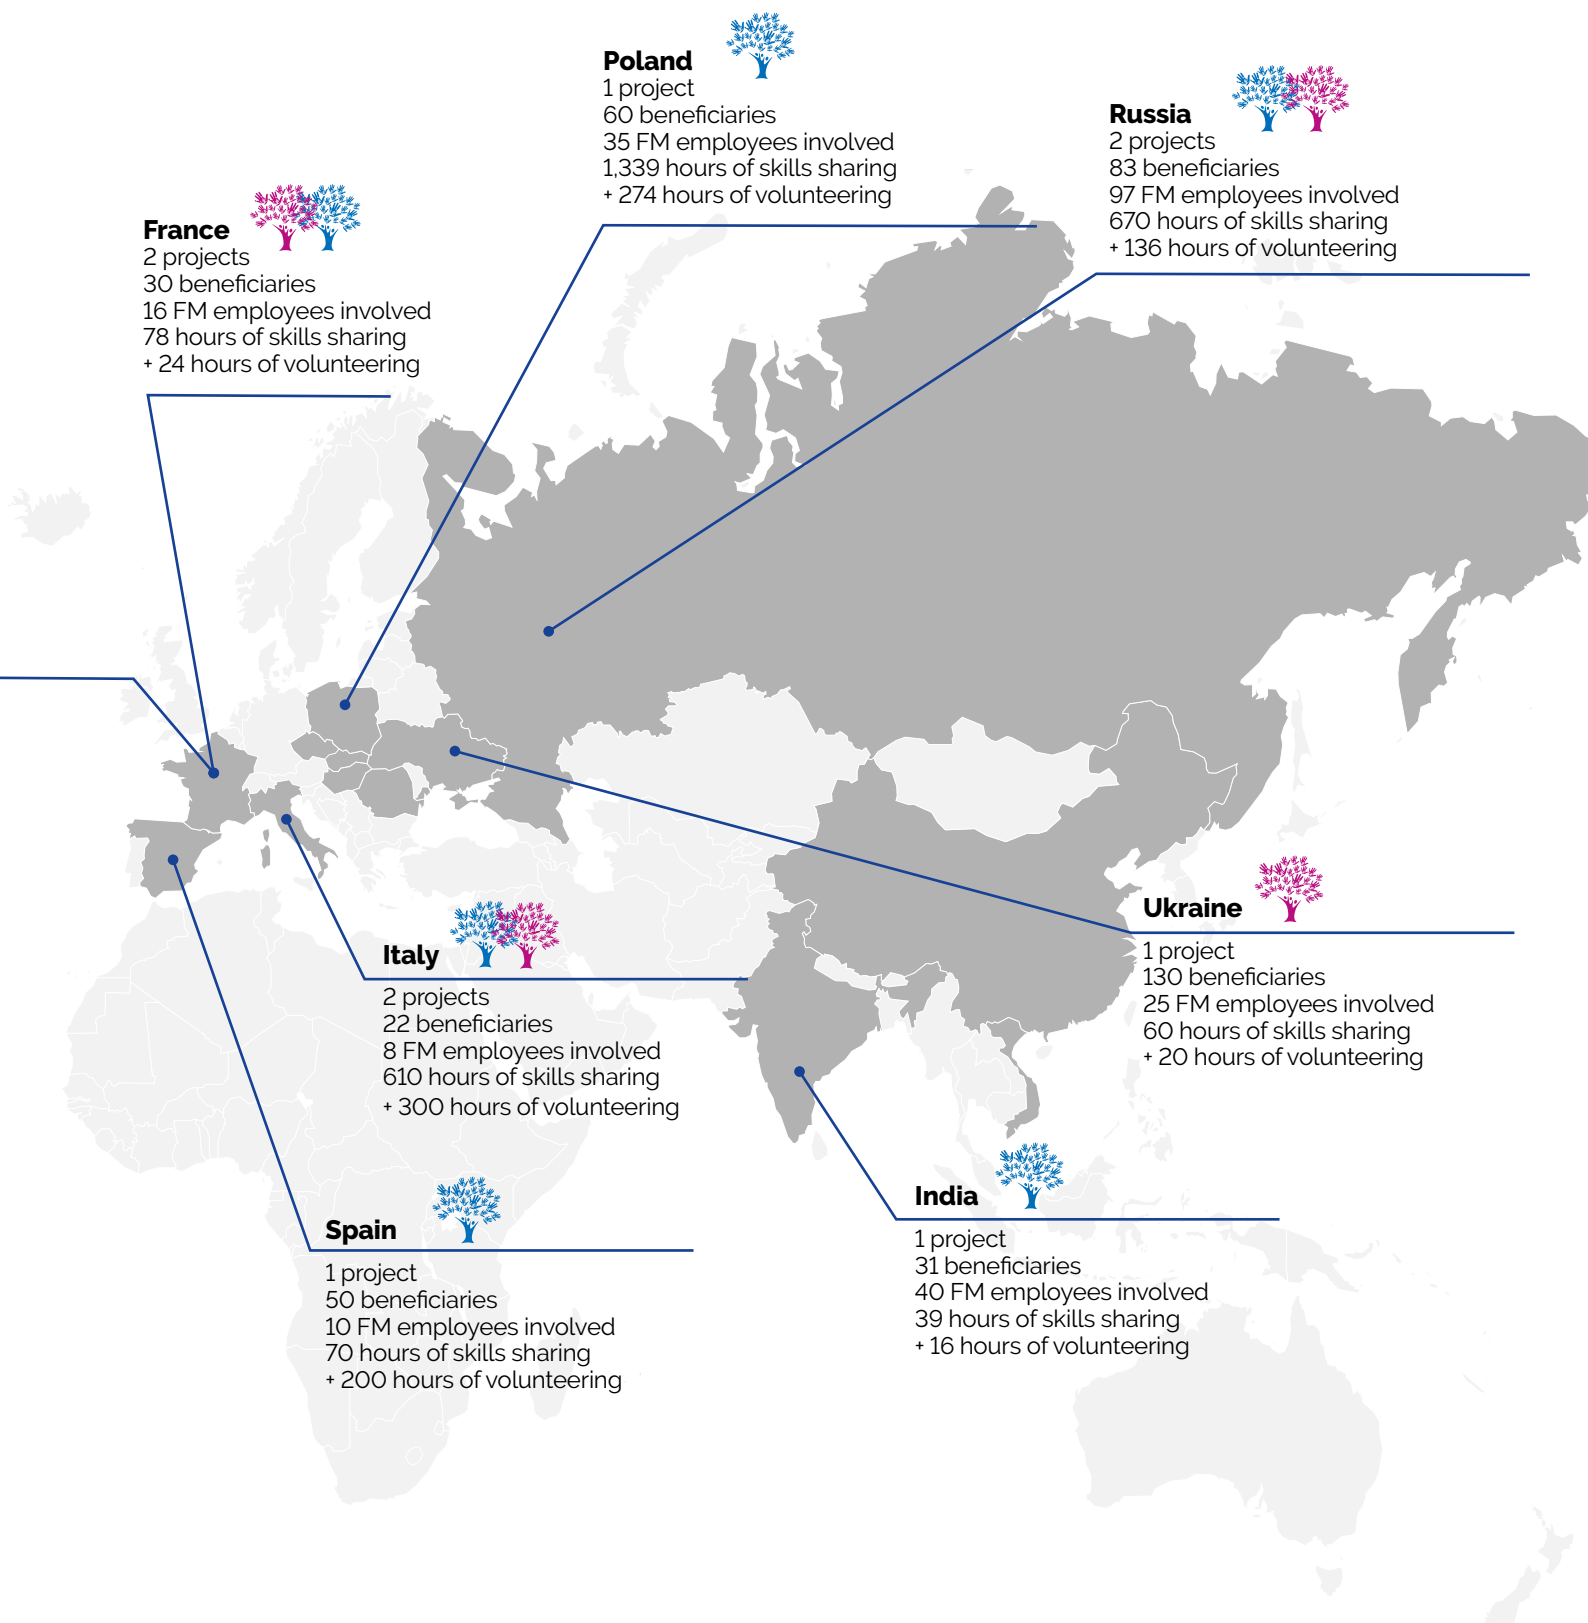 Poland
1 project
60 beneficiaries
35 FM employees involved
1,339 hours of skills sharing
+ 274 hours of volunteering
Russia
2 projects
83 beneficiaries
97 FM employees involved
670 hours of skills sharing
+ 136 hours of volunteering
France
2 projects
30 beneficiaries
16 FM employees involved
78 hours of skills sharing
+ 24 hours of volunteering
Ukraine
1 project
130 beneficiaries
25 FM employees involved
60 hours of skills sharing
+ 20 hours of volunteering
Italy
2 projects
22 beneficiaries
8 FM employees involved
610 hours of skills sharing
+ 300 hours of volunteering
India
1 project
31 beneficiaries
40 FM employees involved
39 hours of skills sharing
+ 16 hours of volunteering
Spain
1 project
50 beneficiaries
10 FM employees involved
70 hours of skills sharing
+ 200 hours of volunteering